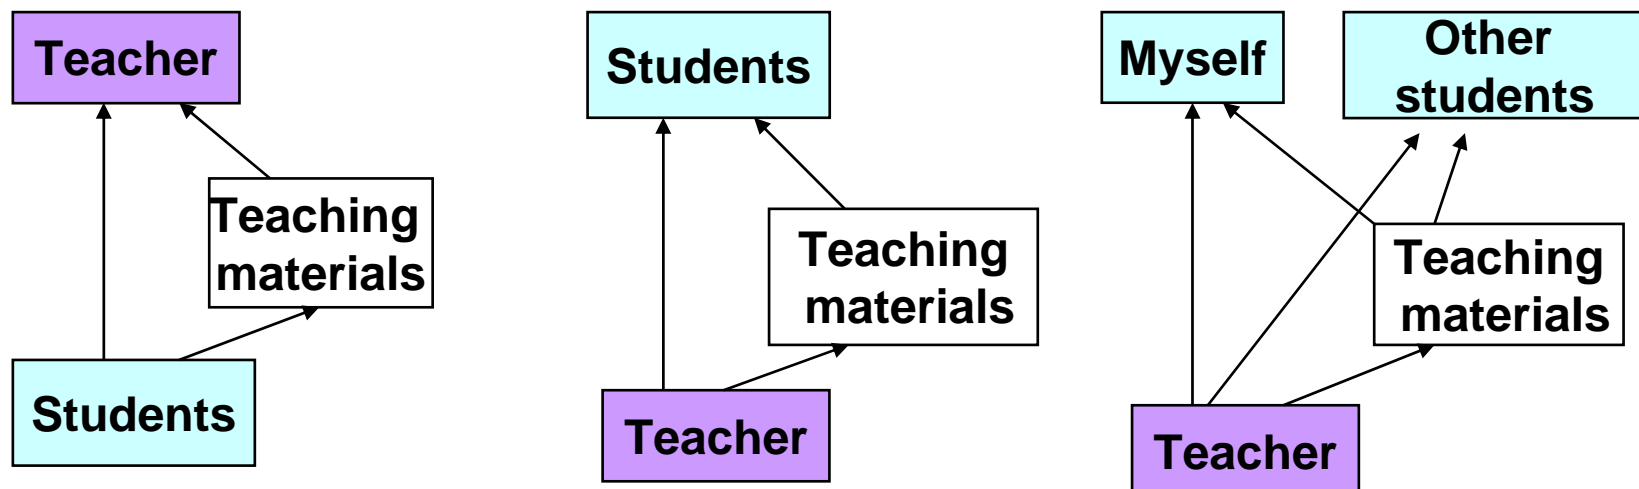 Teacher
Teaching
materials
Students
Students
Teaching
materials
Teacher
Myself
Other
students
Teaching
materials
Teacher